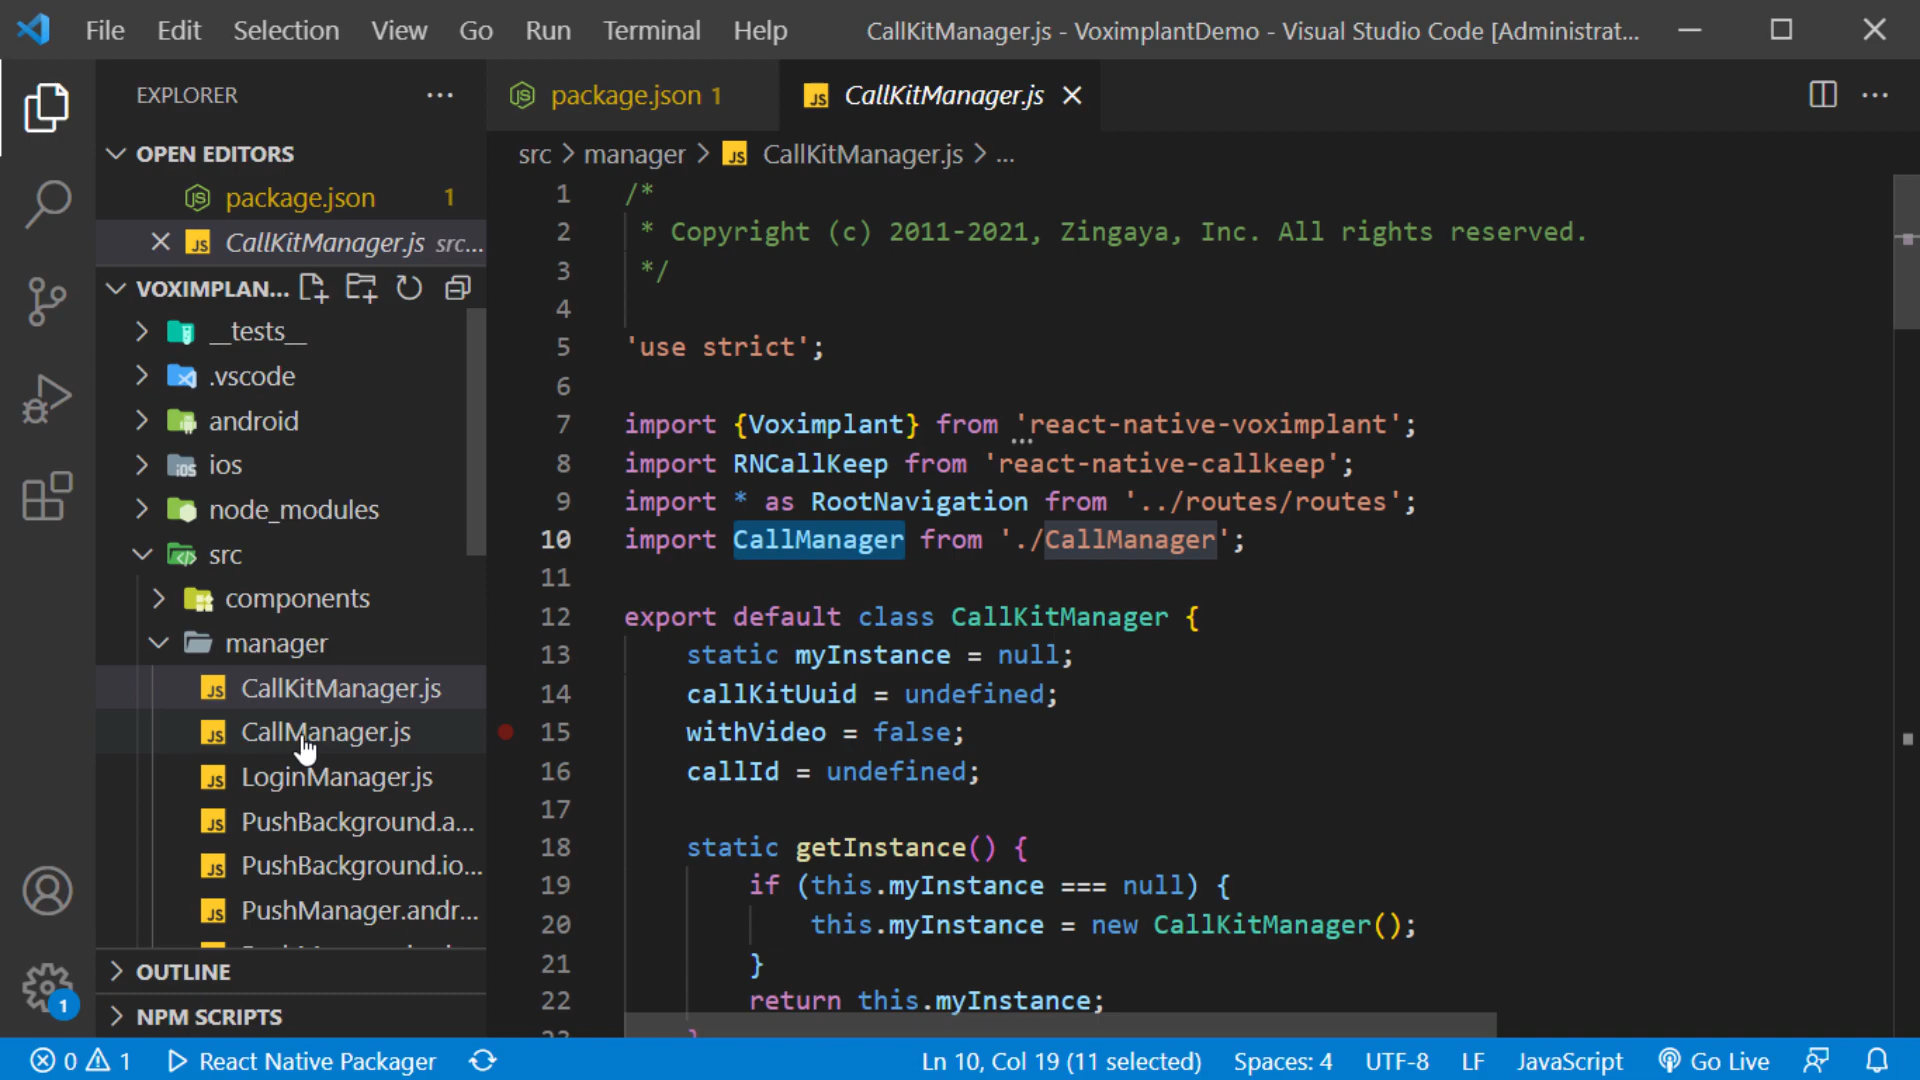 File Edit Selection View Go Run Terminal Help
CallKitManager.js - VoximplantDemo - Visual Studio Code [Administrat...
EXPLORER
OPEN EDITORS
package.json 1
CallKitManager.js src...
VOXIMPLAN...
__tests__
.vscode
android
ios
node_modules
src
components
manager
CallKitManager.js
CallManager.js
LoginManager.js
PushBackground.a...
PushBackground.io...
PushManager.andr...
OUTLINE
NPM SCRIPTS
package.json 1
CallKitManager.js
src > manager > JS CallKitManager.js > ...
1 /*
2 * Copyright (c) 2011-2021, Zingaya, Inc. All rights reserved.
3 */
4
5 'use strict';
6
7 import {Voximplant} from 'react-native-voximplant';
8 import RNCallKeep from 'react-native-callkeep';
9 import * as RootNavigation from '../routes/routes';
10 import CallManager from './CallManager';
11
12 export default class CallKitManager {
13 static myInstance = null;
14 callKitUuid = undefined;
15 withVideo = false;
16 callId = undefined;
17
18 static getInstance() {
19 if (this.myInstance === null) {
20 this.myInstance = new CallKitManager();
21 }
22 return this.myInstance;
1
0 1 React Native Packager Ln 10, Col 19 (11 selected) Spaces: 4 UTF-8 LF JavaScript Go Live